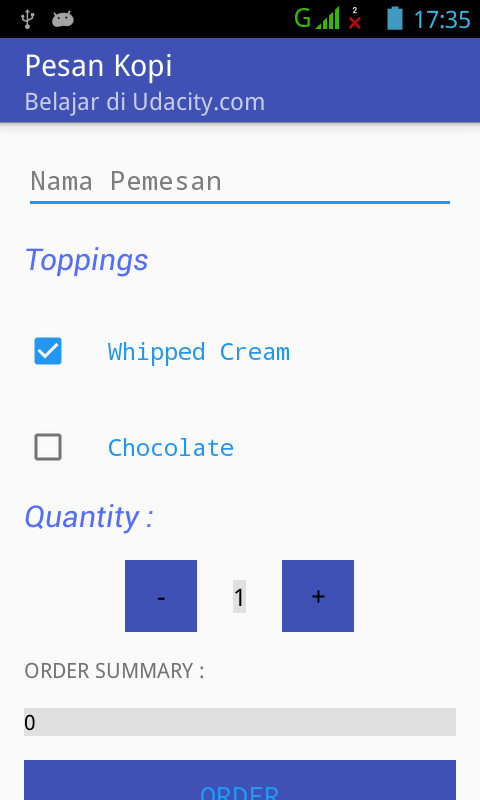 G 2 17:35
Pesan Kopi
Belajar di Udacity.com
Nama Pemesan
Toppings
Whipped Cream
Chocolate
Quantity :
- 1 +
ORDER SUMMARY :
0
ORDER